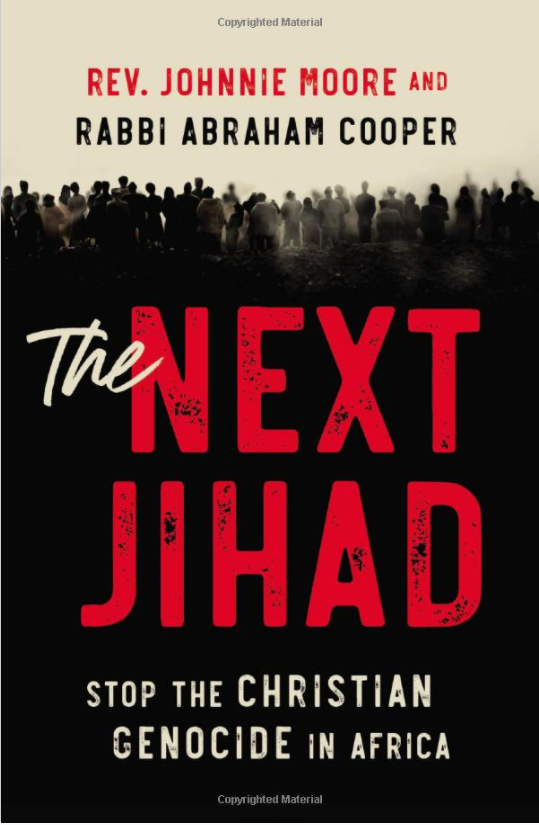 Copyrighted Material
REV. JOHNNIE MOORE AND
RABBI ABRAHAM COOPER
The NEXT
JIHAD
STOP THE CHRISTIAN
GENOCIDE IN AFRICA
Copyrighted Material